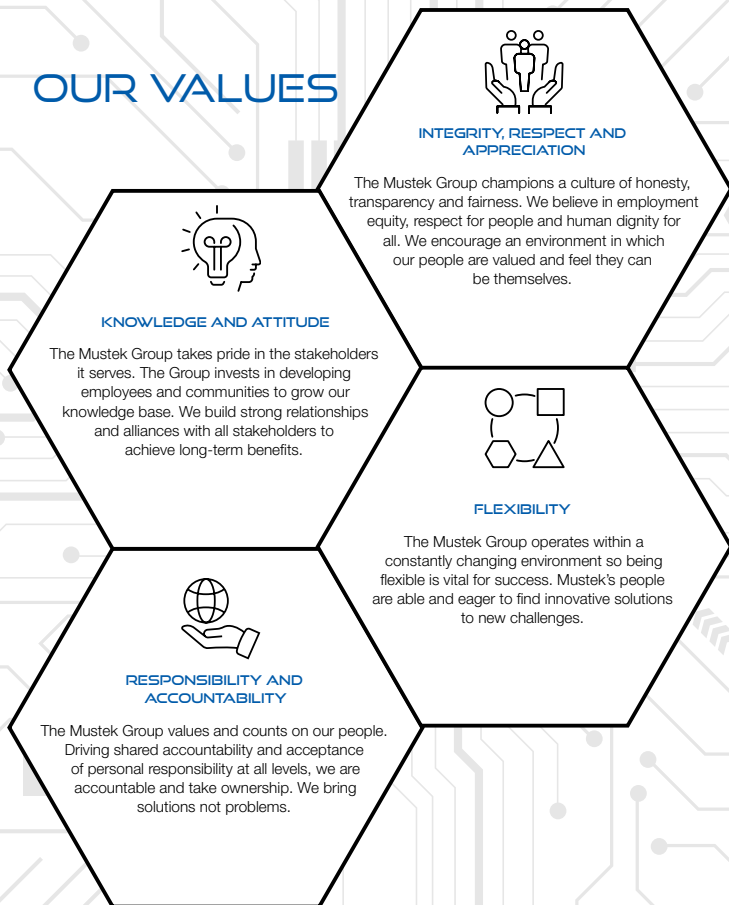 OUR VALUES
INTEGRITY, RESPECT AND
APPRECIATION
The Mustek Group champions a culture of honesty,
transparency and fairness. We believe in employment
equity, respect for people and human dignity for
all. We encourage an environment in which
our people are valued and feel they can
be themselves.
KNOWLEDGE AND ATTITUDE
The Mustek Group takes pride in the stakeholders
it serves. The Group invests in developing
employees and communities to grow our
knowledge base. We build strong relationships
and alliances with all stakeholders to
achieve long-term benefits.
FLEXIBILITY
The Mustek Group operates within a
constantly changing environment so being
flexible is vital for success. Mustek’s people
are able and eager to find innovative solutions
to new challenges.
RESPONSIBILITY AND
ACCOUNTABILITY
The Mustek Group values and counts on our people.
Driving shared accountability and acceptance
of personal responsibility at all levels, we are
accountable and take ownership. We bring
solutions not problems.